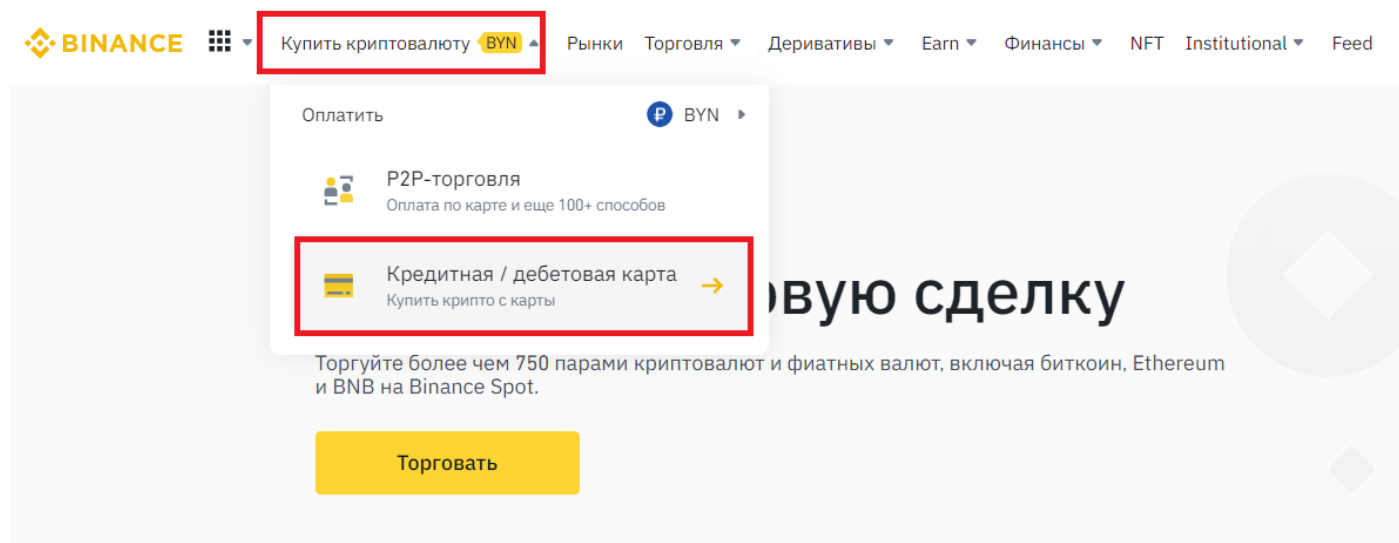 BINANCE Купить криптовалюту BYN Рынки Торговля Деривативы Earn Финансы NFT Institutional Feed
Оплатить ₽ BYN
P2P-торговля
Оплата по карте и еще 100+ способов
Кредитная / дебетовая карта
Купить крипто с карты
вую сделку
Торгуйте более чем 750 парами криптовалют и фиатных валют, включая биткоин, Ethereum
и BNB на Binance Spot.
Торговать